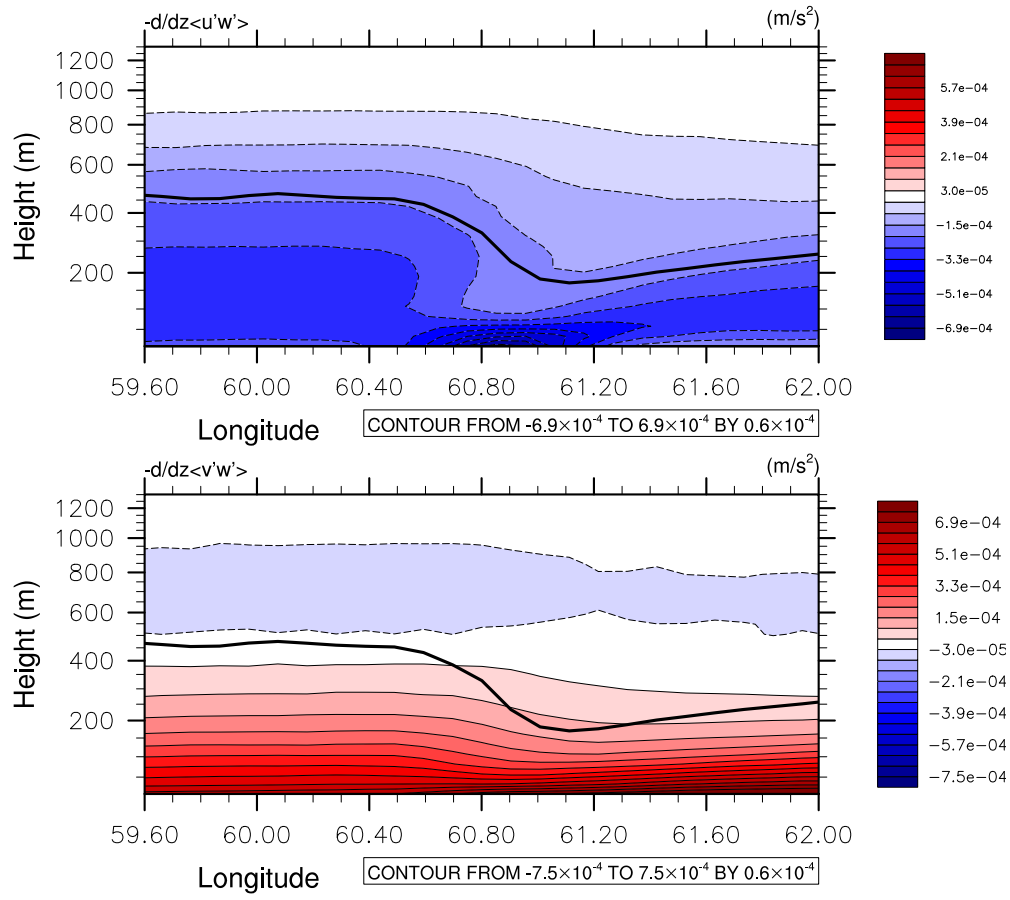 -d/dz<u'w'> (m/s²)
1200
1000
800
600
400
200
Height (m)
59.60 60.00 60.40 60.80 61.20 61.60 62.00
Longitude
CONTOUR FROM -6.9×10⁻⁴ TO 6.9×10⁻⁴ BY 0.6×10⁻⁴
5.7e-04
3.9e-04
2.1e-04
3.0e-05
-1.5e-04
-3.3e-04
-5.1e-04
-6.9e-04
-d/dz<v'w'> (m/s²)
1200
1000
800
600
400
200
Height (m)
59.60 60.00 60.40 60.80 61.20 61.60 62.00
Longitude
CONTOUR FROM -7.5×10⁻⁴ TO 7.5×10⁻⁴ BY 0.6×10⁻⁴
6.9e-04
5.1e-04
3.3e-04
1.5e-04
-3.0e-05
-2.1e-04
-3.9e-04
-5.7e-04
-7.5e-04